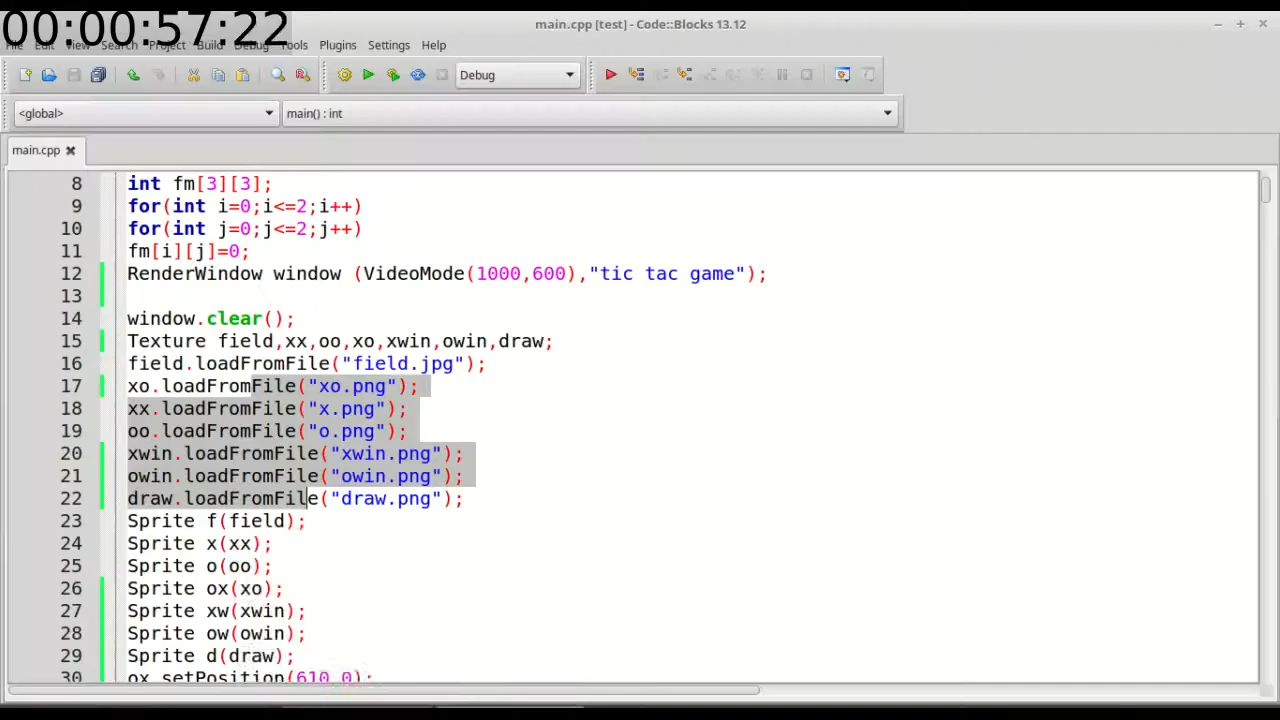 00:00:57:22
main.cpp [test] - Code::Blocks 13.12
File Edit View Search Project Build Debug Tools Plugins Settings Help
Debug
<global>
main() : int
main.cpp
8 int fm[3][3];
9 for(int i=0;i<=2;i++)
10 for(int j=0;j<=2;j++)
11 fm[i][j]=0;
12 RenderWindow window (VideoMode(1000,600),"tic tac game");
13
14 window.clear();
15 Texture field,xx,oo,xo,xwin,owin,draw;
16 field.loadFromFile("field.jpg");
17 xo.loadFromFile("xo.png");
18 xx.loadFromFile("x.png");
19 oo.loadFromFile("o.png");
20 xwin.loadFromFile("xwin.png");
21 owin.loadFromFile("owin.png");
22 draw.loadFromFile("draw.png");
23 Sprite f(field);
24 Sprite x(xx);
25 Sprite o(oo);
26 Sprite ox(xo);
27 Sprite xw(xwin);
28 Sprite ow(owin);
29 Sprite d(draw);
30 ox.setPosition(610,0);